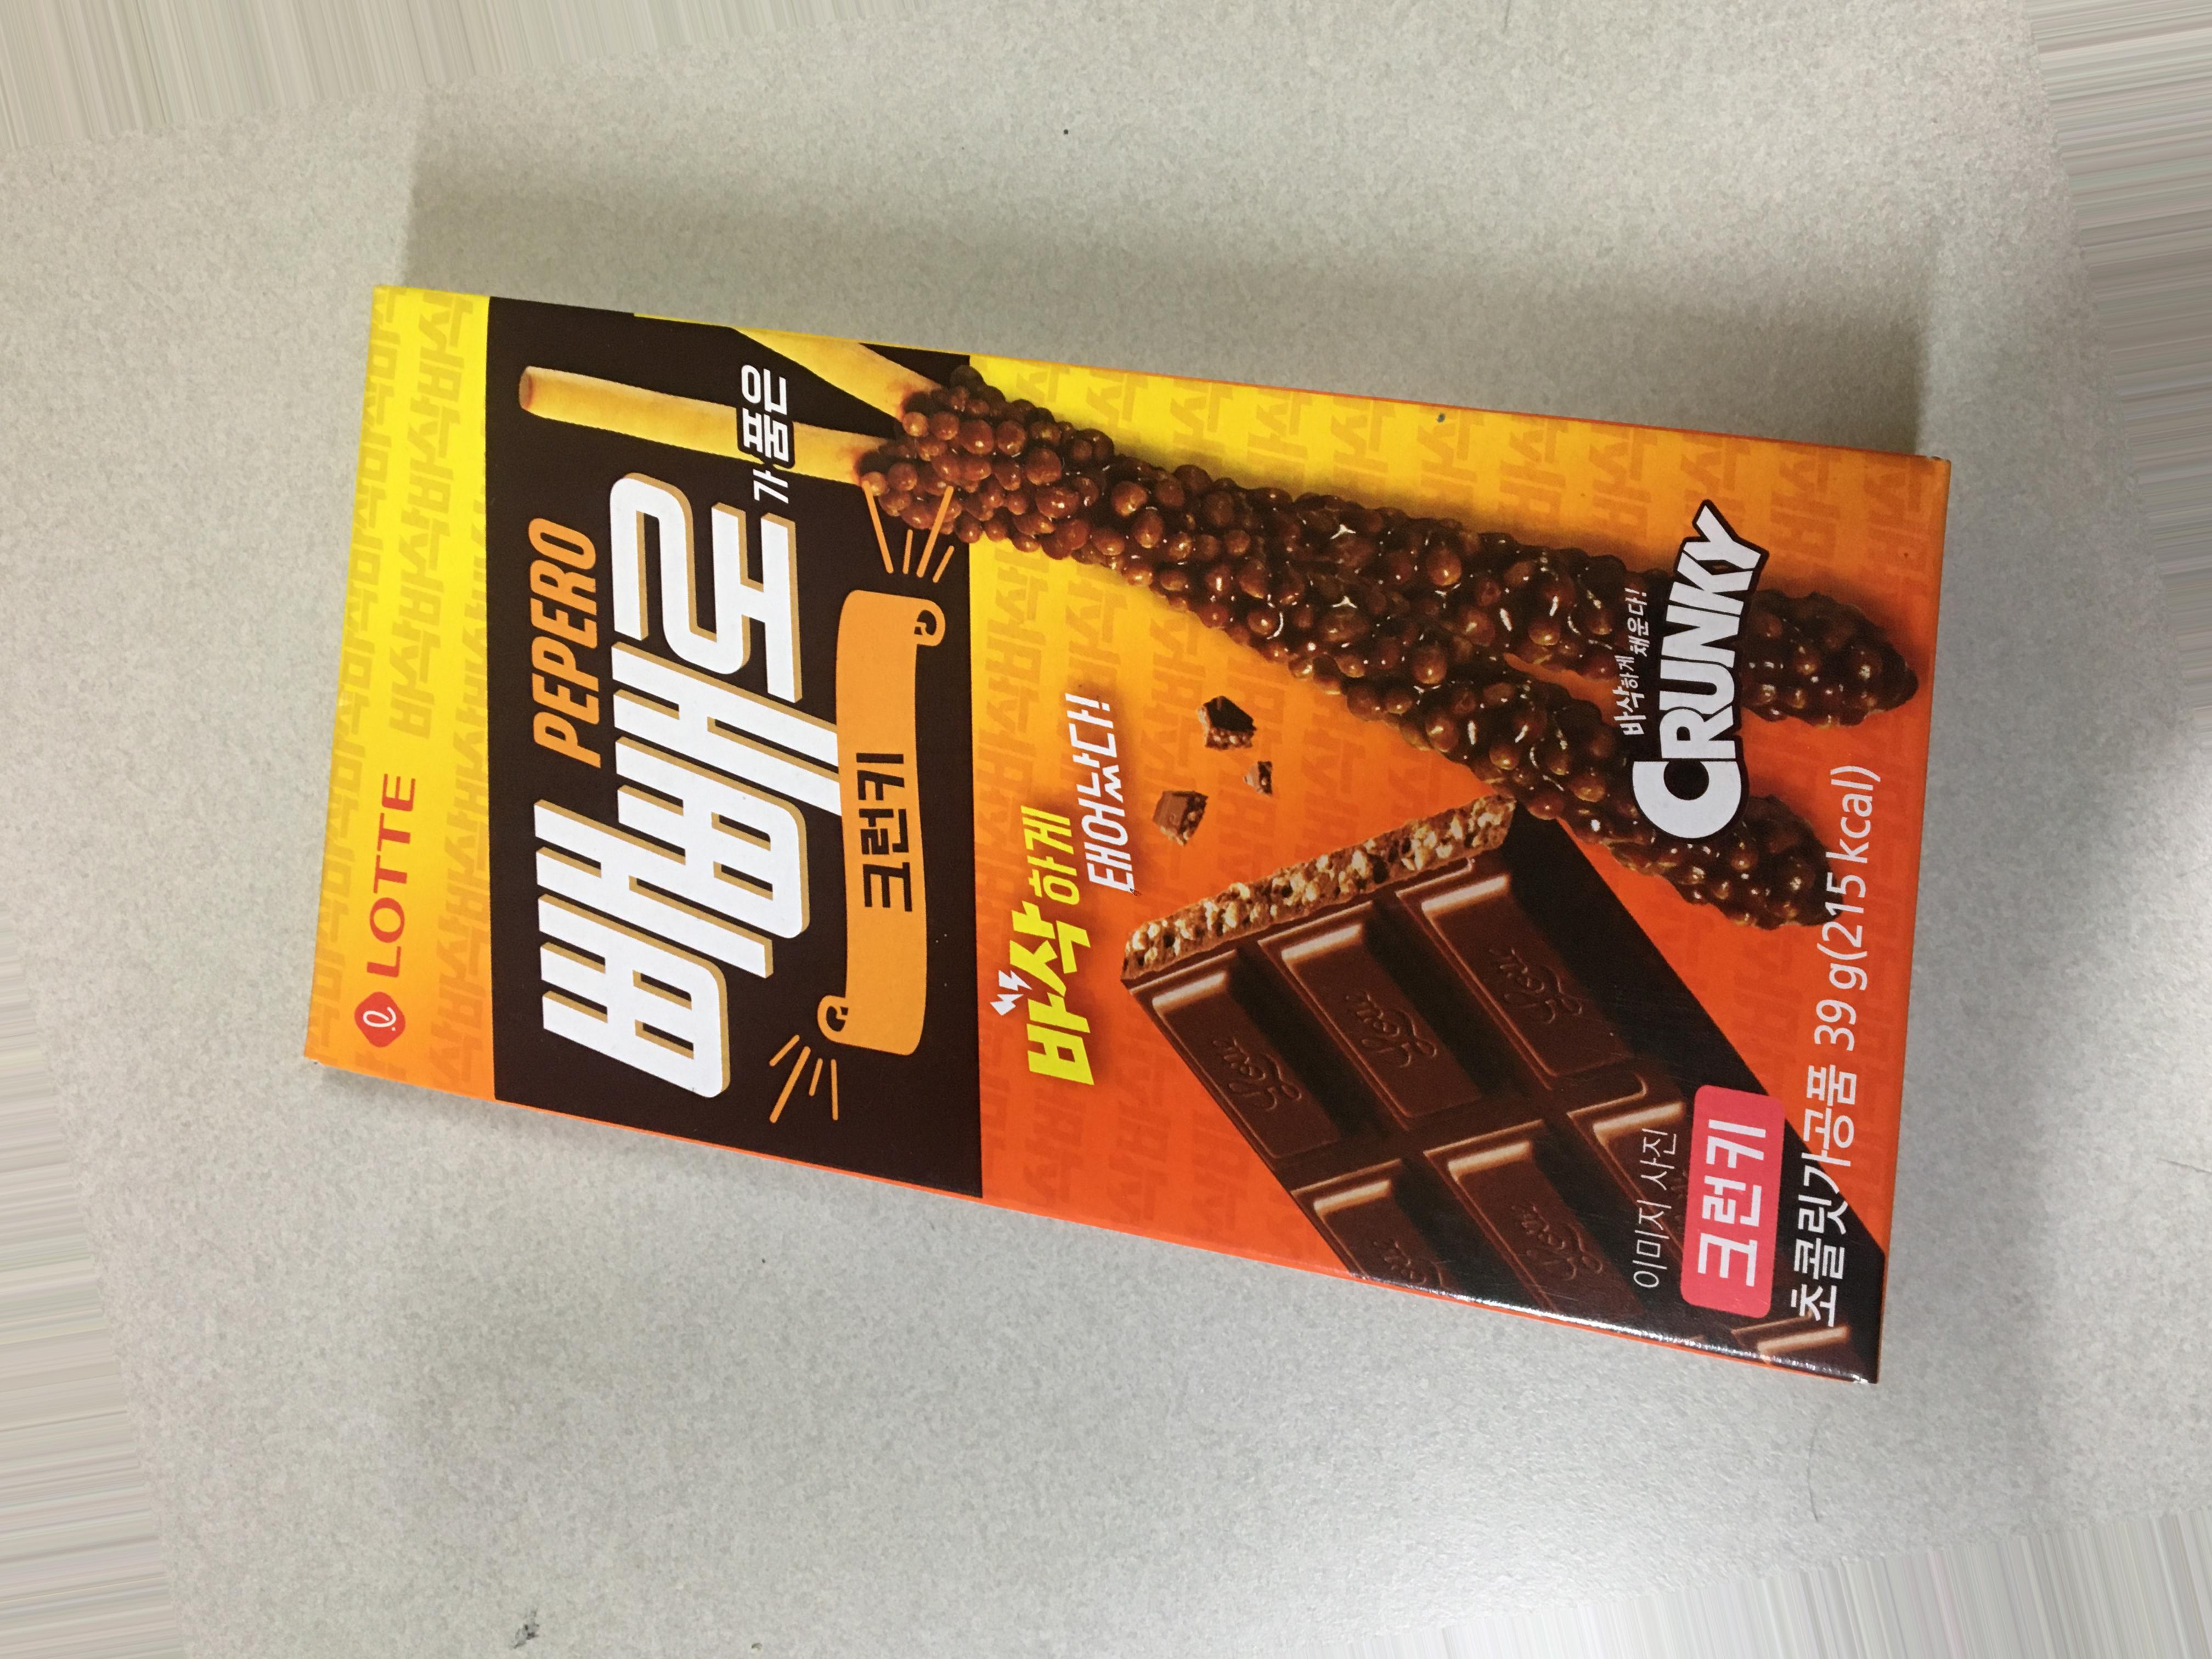 LOTTE
PEPERO
빼빼로가 품은
크런키
바삭하게
태어났다!
바삭하게
채운다!
CRUNKY
이미지 사진
크런키
초콜릿가공품 39 g(215 kcal)